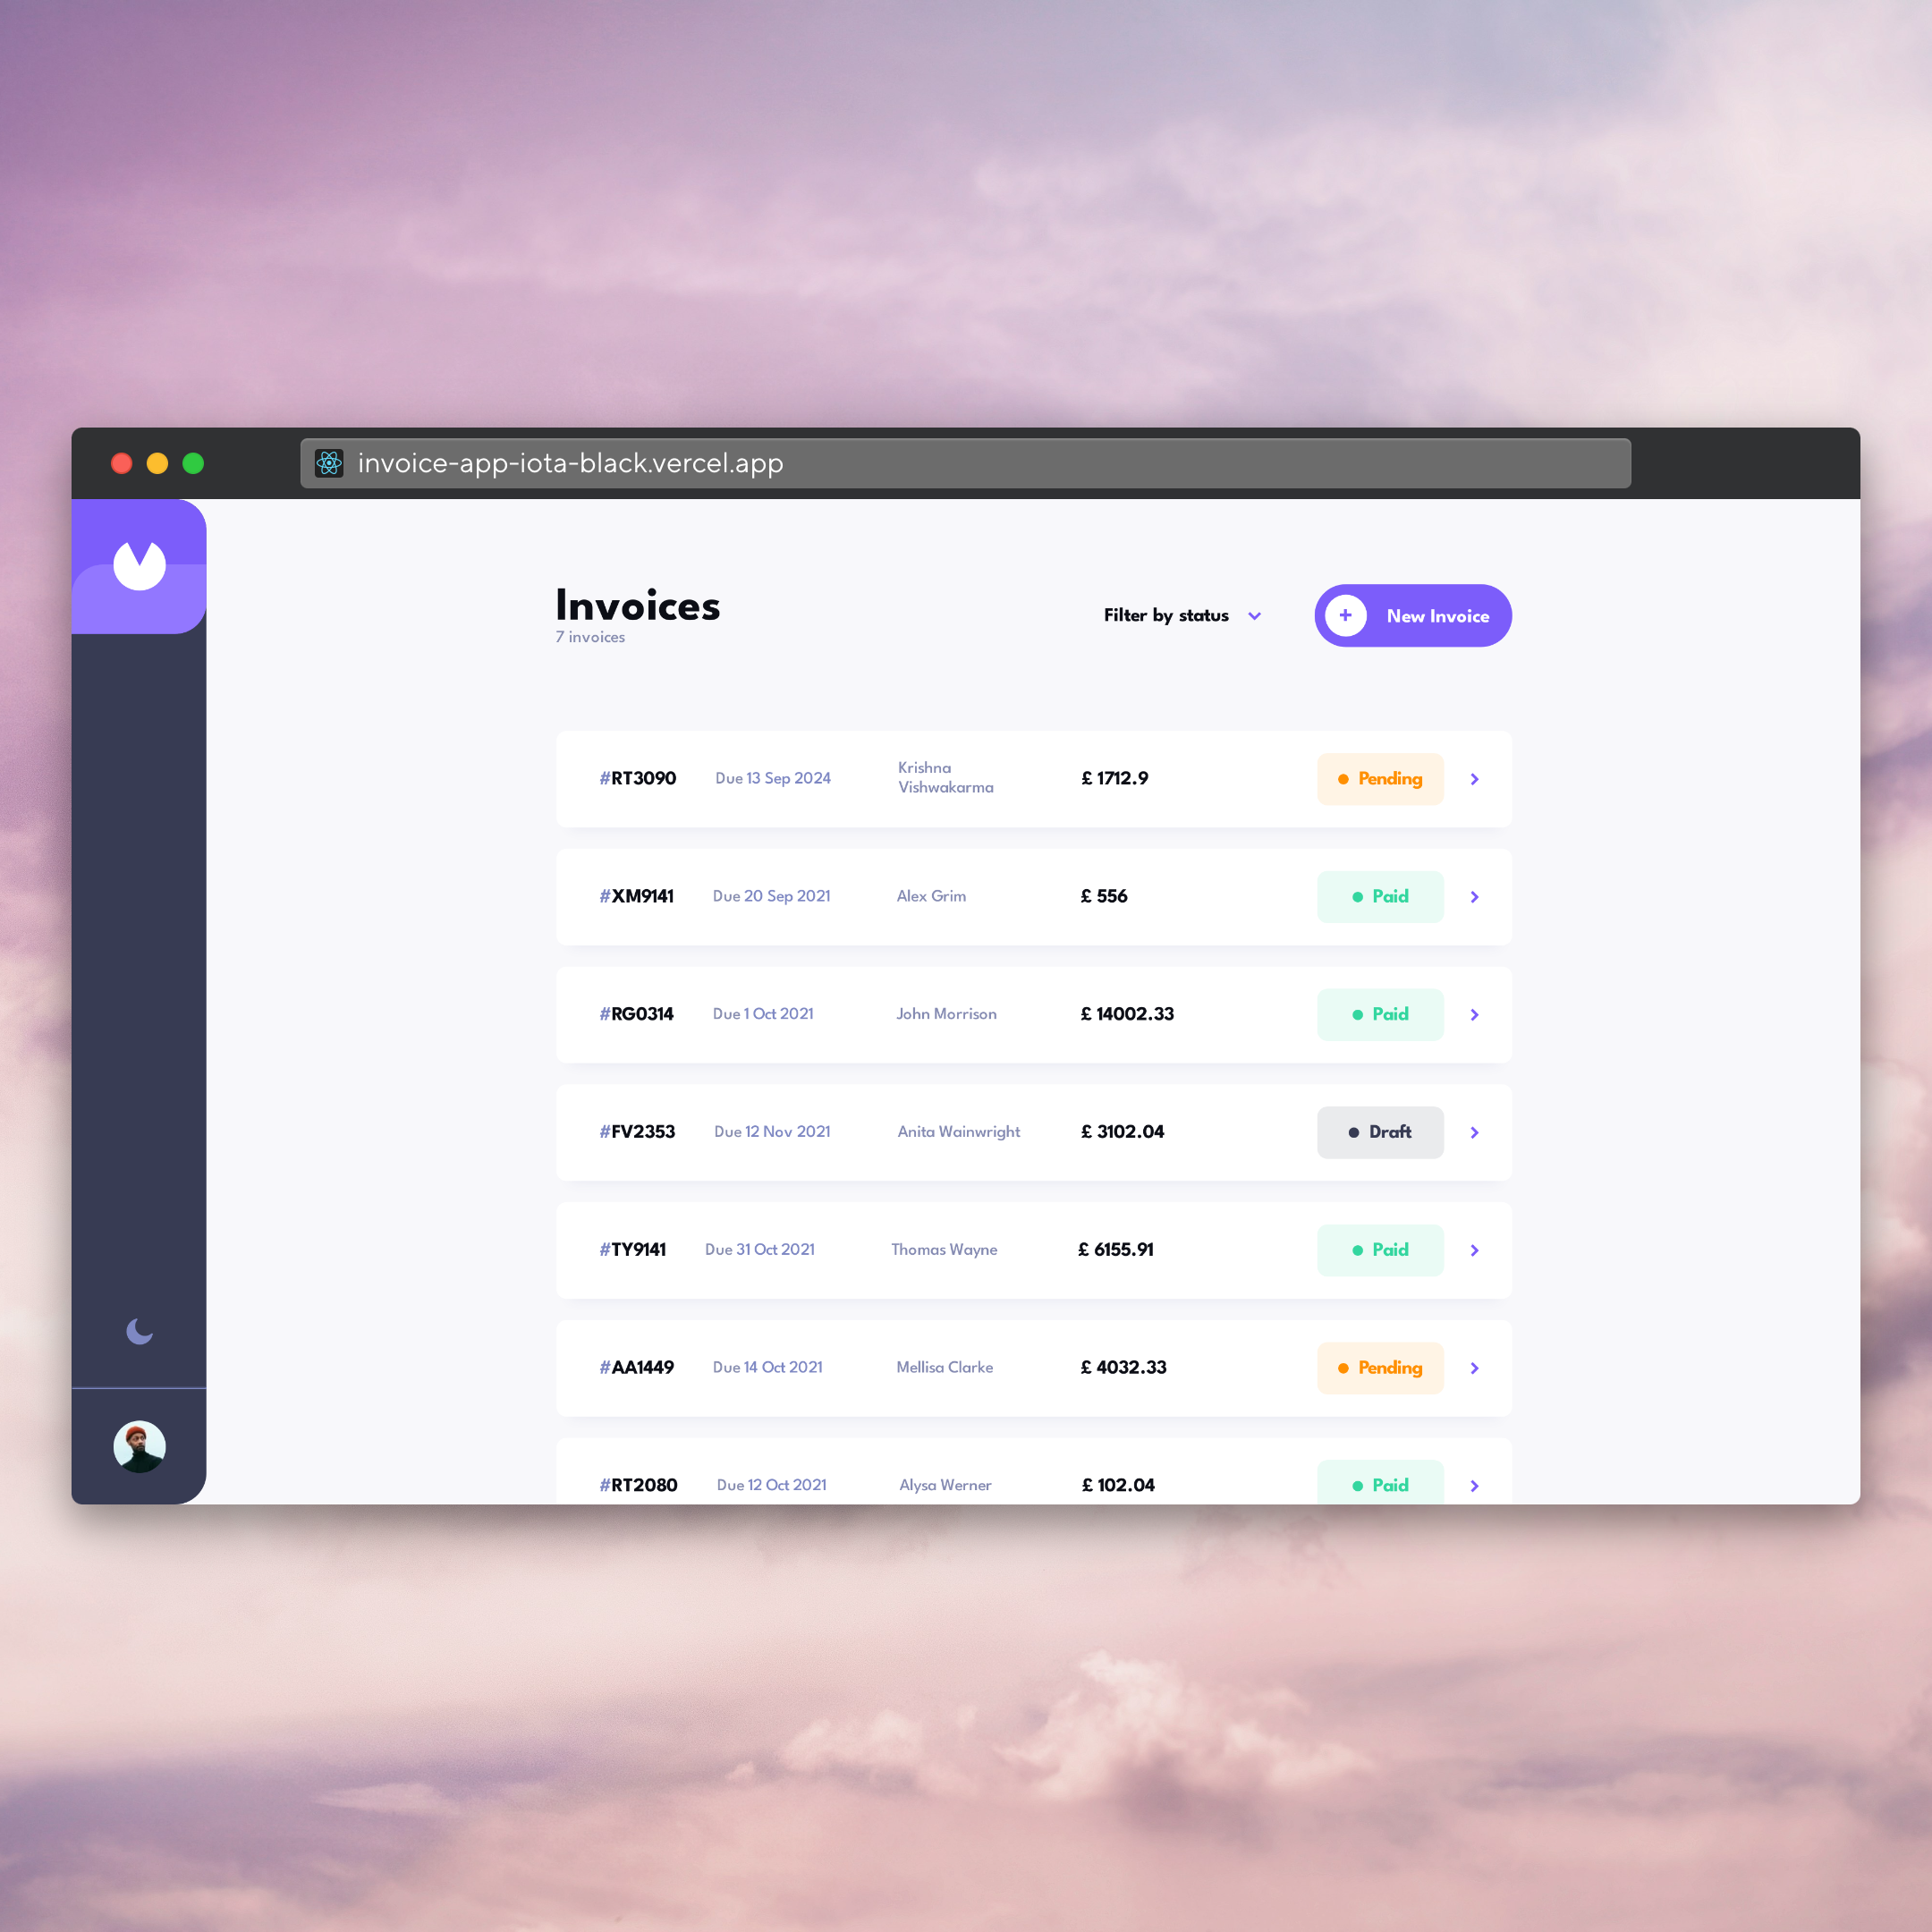 invoice-app-iota-black.vercel.app
Invoices
7 invoices
Filter by status
New Invoice
#RT3090 Due 13 Sep 2024 Krishna Vishwakarma £ 1712.9 Pending
#XM9141 Due 20 Sep 2021 Alex Grim £ 556 Paid
#RG0314 Due 1 Oct 2021 John Morrison £ 14002.33 Paid
#FV2353 Due 12 Nov 2021 Anita Wainwright £ 3102.04 Draft
#TY9141 Due 31 Oct 2021 Thomas Wayne £ 6155.91 Paid
#AA1449 Due 14 Oct 2021 Mellisa Clarke £ 4032.33 Pending
#RT2080 Due 12 Oct 2021 Alysa Werner £ 102.04 Paid